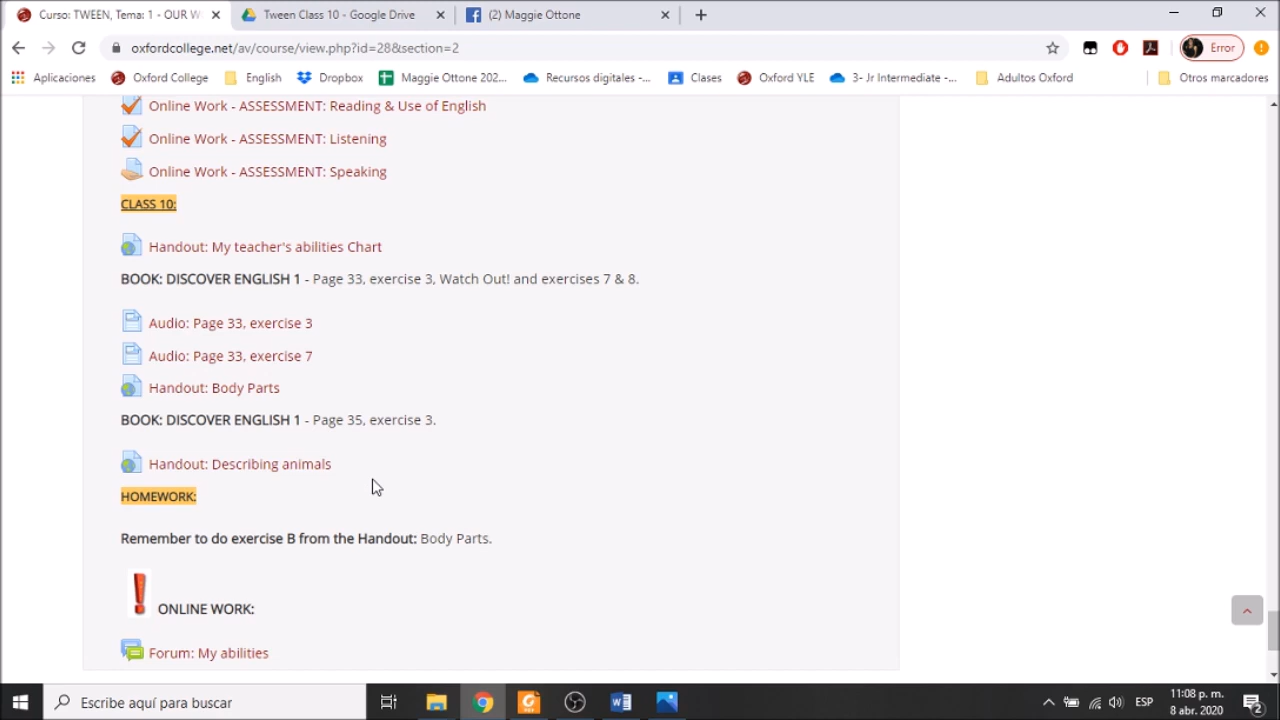 Curso: TWEEN, Tema: 1 - OUR W
Tween Class 10 - Google Drive
(2) Maggie Ottone
oxfordcollege.net/av/course/view.php?id=28&section=2
Error
Aplicaciones
Oxford College
English
Dropbox
Maggie Ottone 202...
Recursos digitales -...
Clases
Oxford YLE
3- Jr Intermediate -...
Adultos Oxford
Otros marcadores
Online Work - ASSESSMENT: Reading & Use of English
Online Work - ASSESSMENT: Listening
Online Work - ASSESSMENT: Speaking
CLASS 10:
Handout: My teacher's abilities Chart
BOOK: DISCOVER ENGLISH 1 - Page 33, exercise 3, Watch Out! and exercises 7 & 8.
Audio: Page 33, exercise 3
Audio: Page 33, exercise 7
Handout: Body Parts
BOOK: DISCOVER ENGLISH 1 - Page 35, exercise 3.
Handout: Describing animals
HOMEWORK:
Remember to do exercise B from the Handout: Body Parts.
ONLINE WORK:
Forum: My abilities
Escribe aquí para buscar
ESP
11:08 p. m.
8 abr. 2020
2